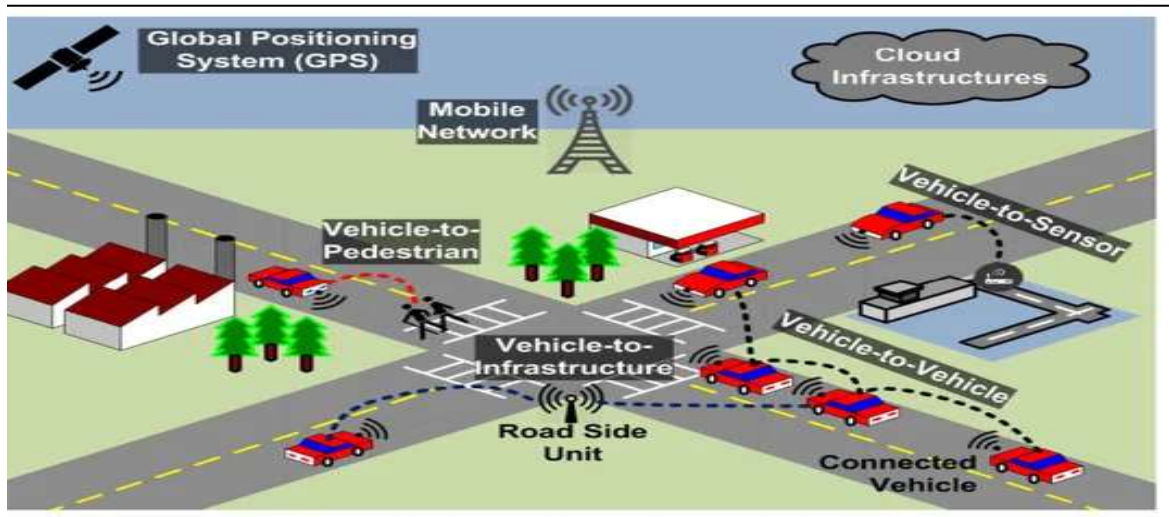 Global Positioning
System (GPS)
Cloud
Infrastructures
Mobile
Network
Vehicle-to-Sensor
Vehicle-to-
Pedestrian
Vehicle-to-
Infrastructure
Vehicle-to-Vehicle
Road Side
Unit
Connected
Vehicle